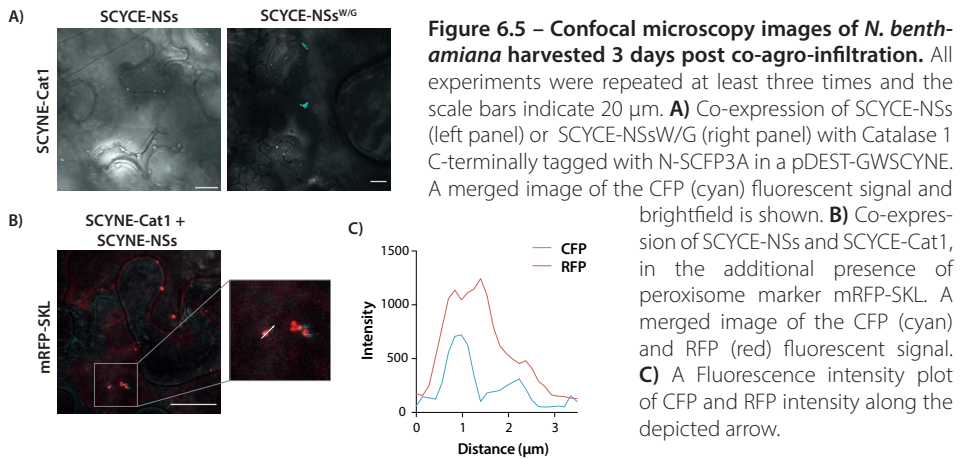 A)
SCYCE-NSs
SCYCE-NSsW/G
SCYNE-Cat1
B)
SCYNE-Cat1 +
SCYNE-NSs
mRFP-SKL
C)
CFP
RFP
1500
1000
500
0
Intensity
0 1 2 3
Distance (µm)
Figure 6.5 – Confocal microscopy images of N. benth-
amiana harvested 3 days post co-agro-infiltration. All
experiments were repeated at least three times and the
scale bars indicate 20 µm. A) Co-expression of SCYCE-NSs
(left panel) or SCYCE-NSsW/G (right panel) with Catalase 1
C-terminally tagged with N-SCFP3A in a pDEST-GWSCYNE.
A merged image of the CFP (cyan) fluorescent signal and
brightfield is shown. B) Co-expres-
sion of SCYCE-NSs and SCYCE-Cat1,
in the additional presence of
peroxisome marker mRFP-SKL. A
merged image of the CFP (cyan)
and RFP (red) fluorescent signal.
C) A Fluorescence intensity plot
of CFP and RFP intensity along the
depicted arrow.